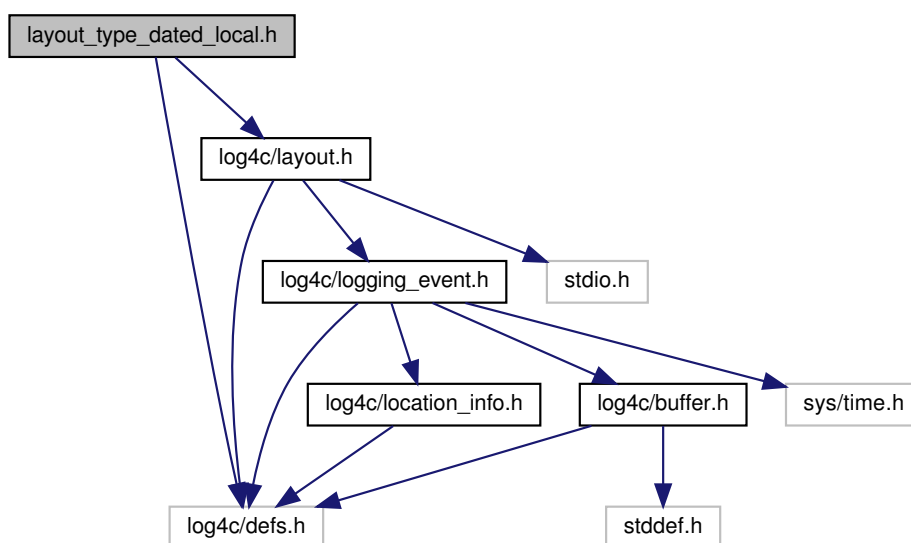 layout_type_dated_local.h
log4c/layout.h
log4c/logging_event.h
stdio.h
log4c/location_info.h
log4c/buffer.h
sys/time.h
log4c/defs.h
stddef.h